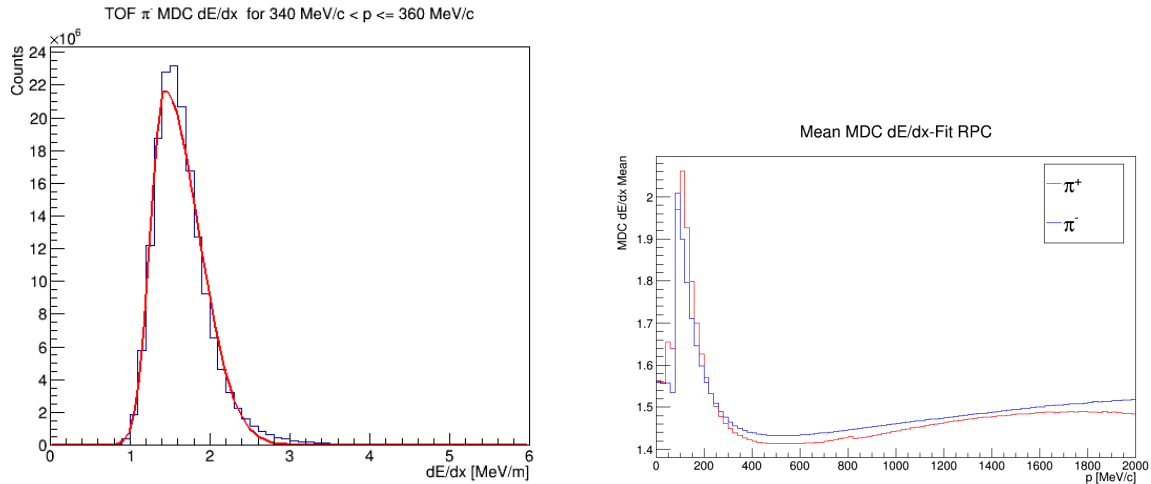 TOF π⁻ MDC dE/dx for 340 MeV/c < p <= 360 MeV/c
×10⁶
Counts
24
22
20
18
16
14
12
10
8
6
4
2
0
0 1 2 3 4 5 6
dE/dx [MeV/m]
Mean MDC dE/dx-Fit RPC
MDC dE/dx Mean
π⁺
π⁻
2
1.9
1.8
1.7
1.6
1.5
1.4
0 200 400 600 800 1000 1200 1400 1600 1800 2000
p [MeV/c]